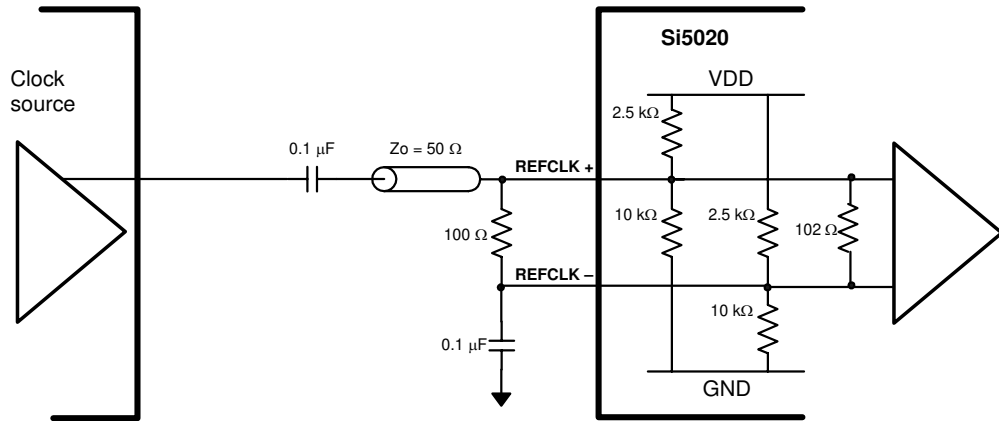 Si5020
Clock
source
VDD
2.5 kΩ
0.1 μF
Zo = 50 Ω
REFCLK +
100 Ω
10 kΩ
2.5 kΩ
102 Ω
REFCLK –
10 kΩ
0.1 μF
GND